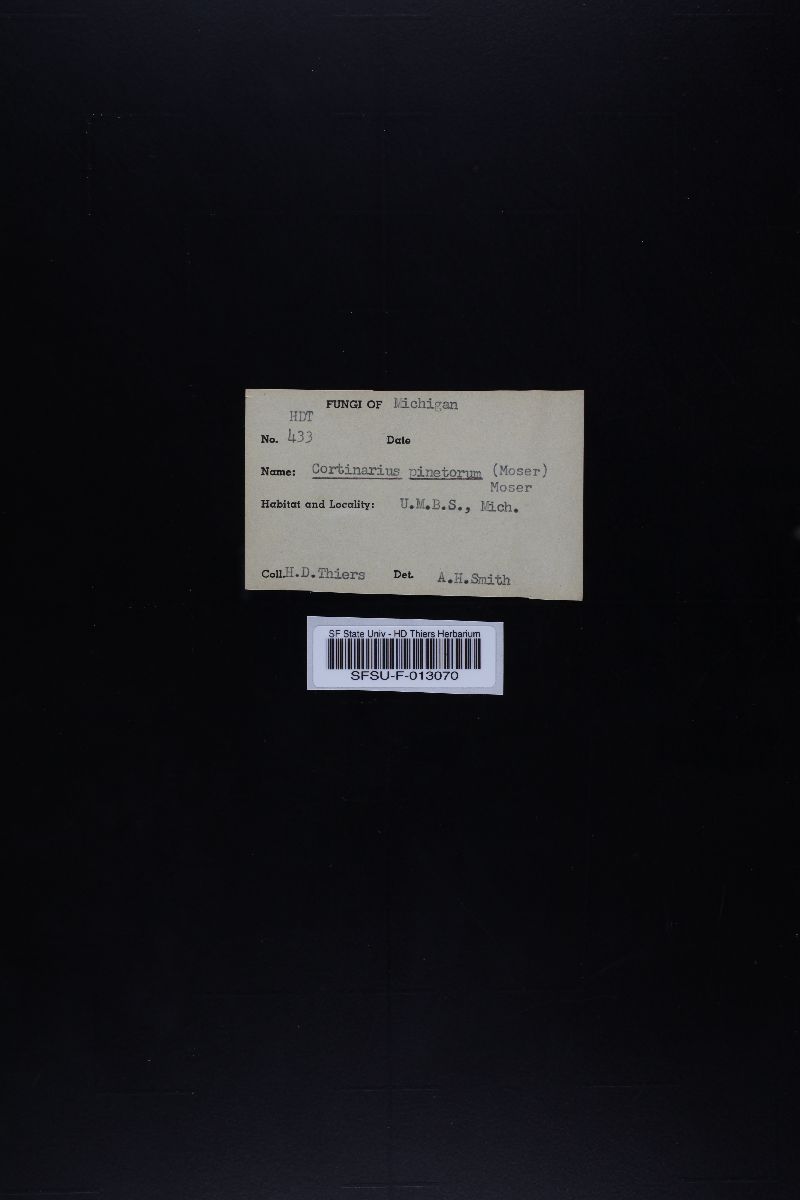 FUNGI OF Michigan
HDT
No. 433 Date
Name: Cortinarius pinetorum (Moser)
Moser
Habitat and Locality: U.M.B.S., Mich.
Coll. H.D.Thiers Det. A.H.Smith
SF State Univ - HD Thiers Herbarium
SFSU-F-013070